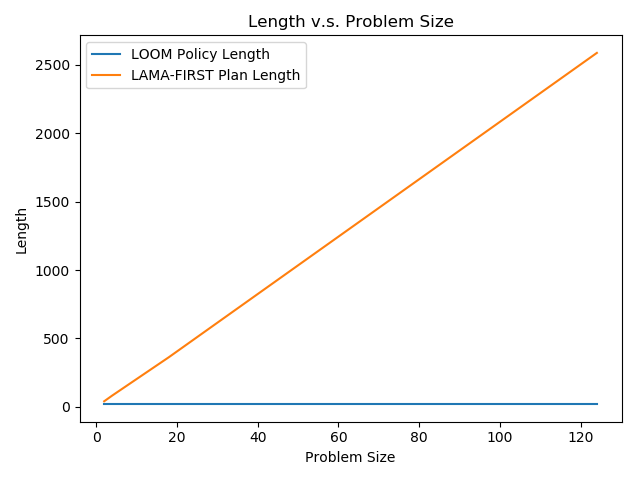 Length v.s. Problem Size
LOOM Policy Length
LAMA-FIRST Plan Length
2500
2000
1500
1000
500
0
Length
0 20 40 60 80 100 120
Problem Size